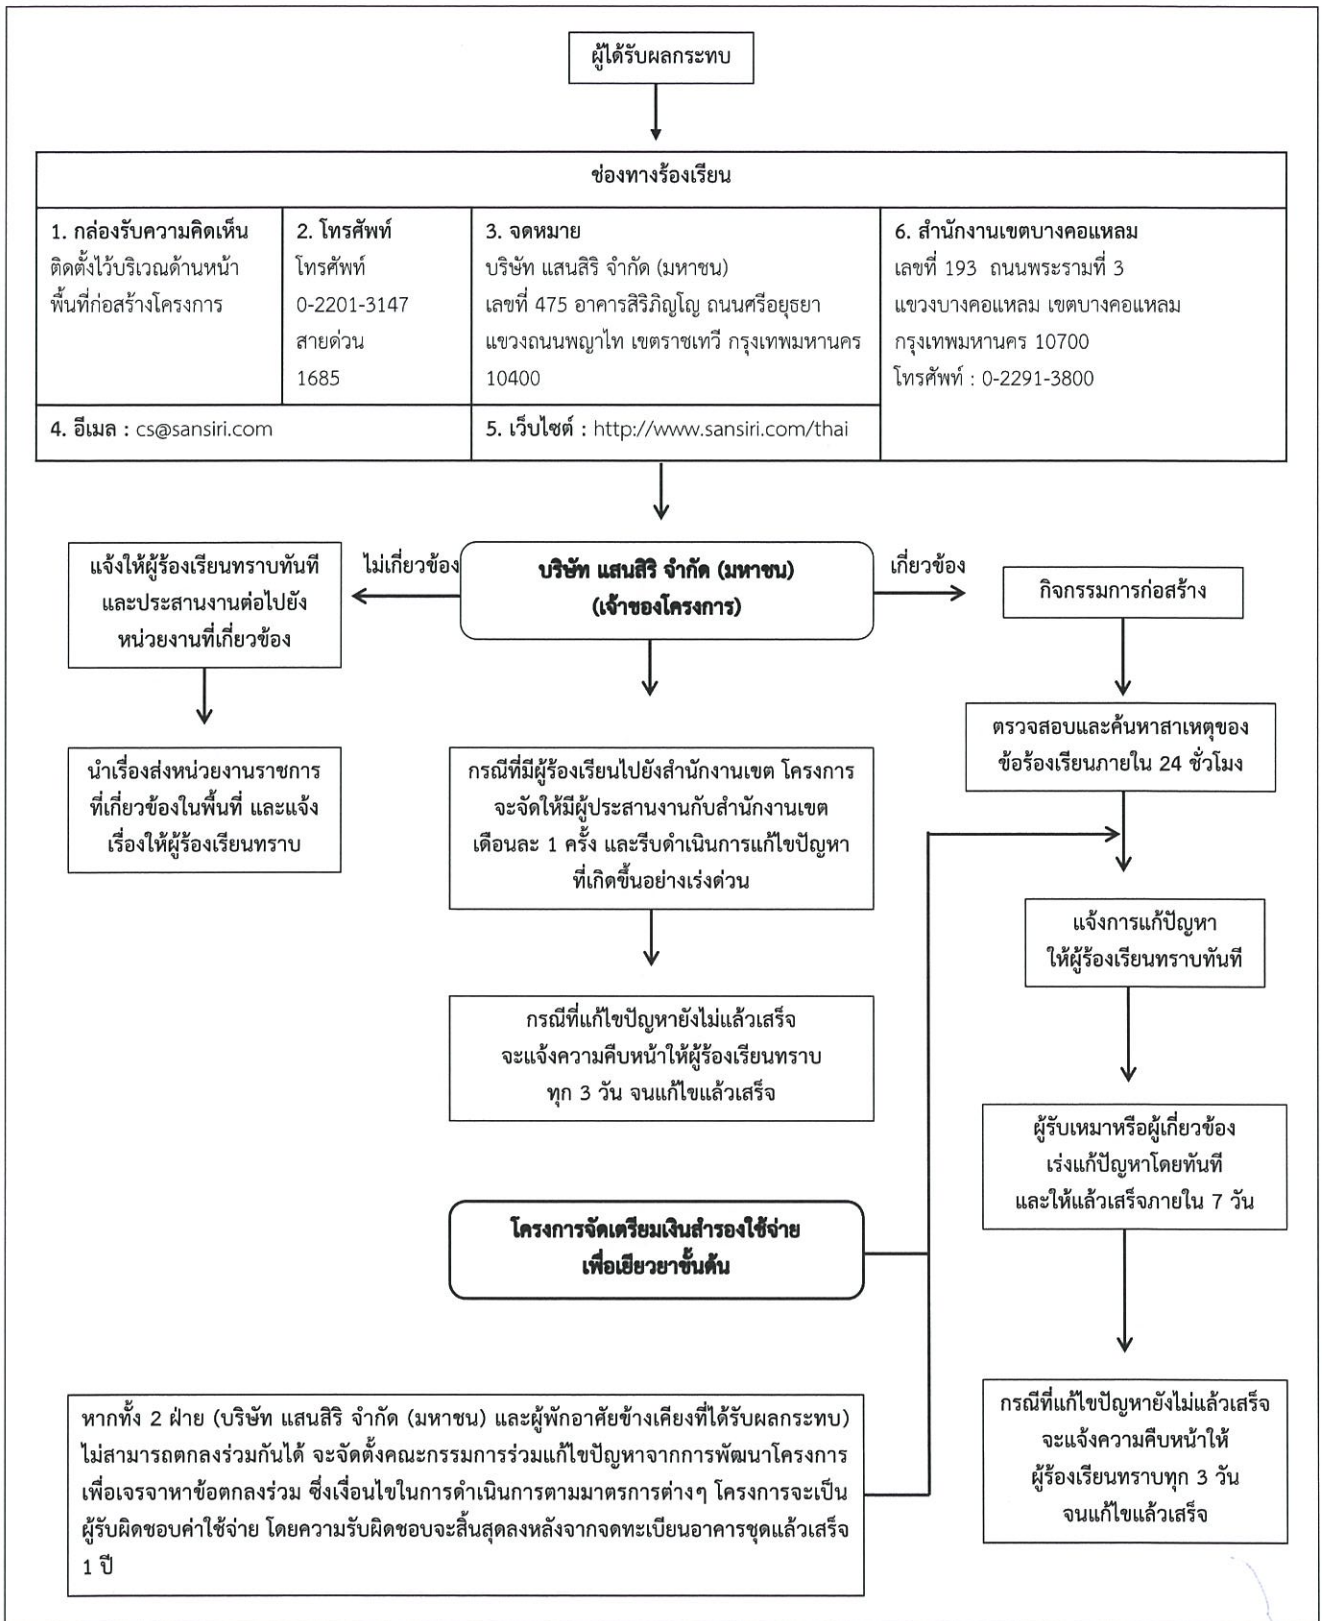 ผู้ได้รับผลกระทบ
ช่องทางร้องเรียน
1. กล่องรับความคิดเห็น
ติดตั้งไว้บริเวณด้านหน้า
พื้นที่ก่อสร้างโครงการ
2. โทรศัพท์
โทรศัพท์
0-2201-3147
สายด่วน
1685
3. จดหมาย
บริษัท แสนสิริ จำกัด (มหาชน)
เลขที่ 475 อาคารสิริภิญโญ ถนนศรีอยุธยา
แขวงถนนพญาไท เขตราชเทวี กรุงเทพมหานคร
10400
6. สำนักงานเขตบางคอแหลม
เลขที่ 193 ถนนพระรามที่ 3
แขวงบางคอแหลม เขตบางคอแหลม
กรุงเทพมหานคร 10700
โทรศัพท์ : 0-2291-3800
4. อีเมล : cs@sansiri.com
5. เว็บไซต์ : http://www.sansiri.com/thai
แจ้งให้ผู้ร้องเรียนทราบทันที
และประสานงานต่อไปยัง
หน่วยงานที่เกี่ยวข้อง
ไม่เกี่ยวข้อง
บริษัท แสนสิริ จำกัด (มหาชน)
(เจ้าของโครงการ)
เกี่ยวข้อง
กิจกรรมการก่อสร้าง
นำเรื่องส่งหน่วยงานราชการ
ที่เกี่ยวข้องในพื้นที่ และแจ้ง
เรื่องให้ผู้ร้องเรียนทราบ
กรณีที่มีผู้ร้องเรียนไปยังสำนักงานเขต โครงการ
จะจัดให้มีผู้ประสานงานกับสำนักงานเขต
เดือนละ 1 ครั้ง และรีบดำเนินการแก้ไขปัญหา
ที่เกิดขึ้นอย่างเร่งด่วน
ตรวจสอบและค้นหาสาเหตุของ
ข้อร้องเรียนภายใน 24 ชั่วโมง
แจ้งการแก้ปัญหา
ให้ผู้ร้องเรียนทราบทันที
กรณีที่แก้ไขปัญหายังไม่แล้วเสร็จ
จะแจ้งความคืบหน้าให้ผู้ร้องเรียนทราบ
ทุก 3 วัน จนแก้ไขแล้วเสร็จ
ผู้รับเหมาหรือผู้เกี่ยวข้อง
เร่งแก้ปัญหาโดยทันที
และให้แล้วเสร็จภายใน 7 วัน
โครงการจัดเตรียมเงินสำรองใช้จ่าย
เพื่อเยียวยาขั้นต้น
หากทั้ง 2 ฝ่าย (บริษัท แสนสิริ จำกัด (มหาชน) และผู้พักอาศัยข้างเคียงที่ได้รับผลกระทบ)
ไม่สามารถตกลงร่วมกันได้ จะจัดตั้งคณะกรรมการร่วมแก้ไขปัญหาจากการพัฒนาโครงการ
เพื่อเจรจาหาข้อตกลงร่วม ซึ่งเงื่อนไขในการดำเนินการตามมาตรการต่างๆ โครงการจะเป็น
ผู้รับผิดชอบค่าใช้จ่าย โดยความรับผิดชอบจะสิ้นสุดลงหลังจากจดทะเบียนอาคารชุดแล้วเสร็จ
1 ปี
กรณีที่แก้ไขปัญหายังไม่แล้วเสร็จ
จะแจ้งความคืบหน้าให้
ผู้ร้องเรียนทราบทุก 3 วัน
จนแก้ไขแล้วเสร็จ